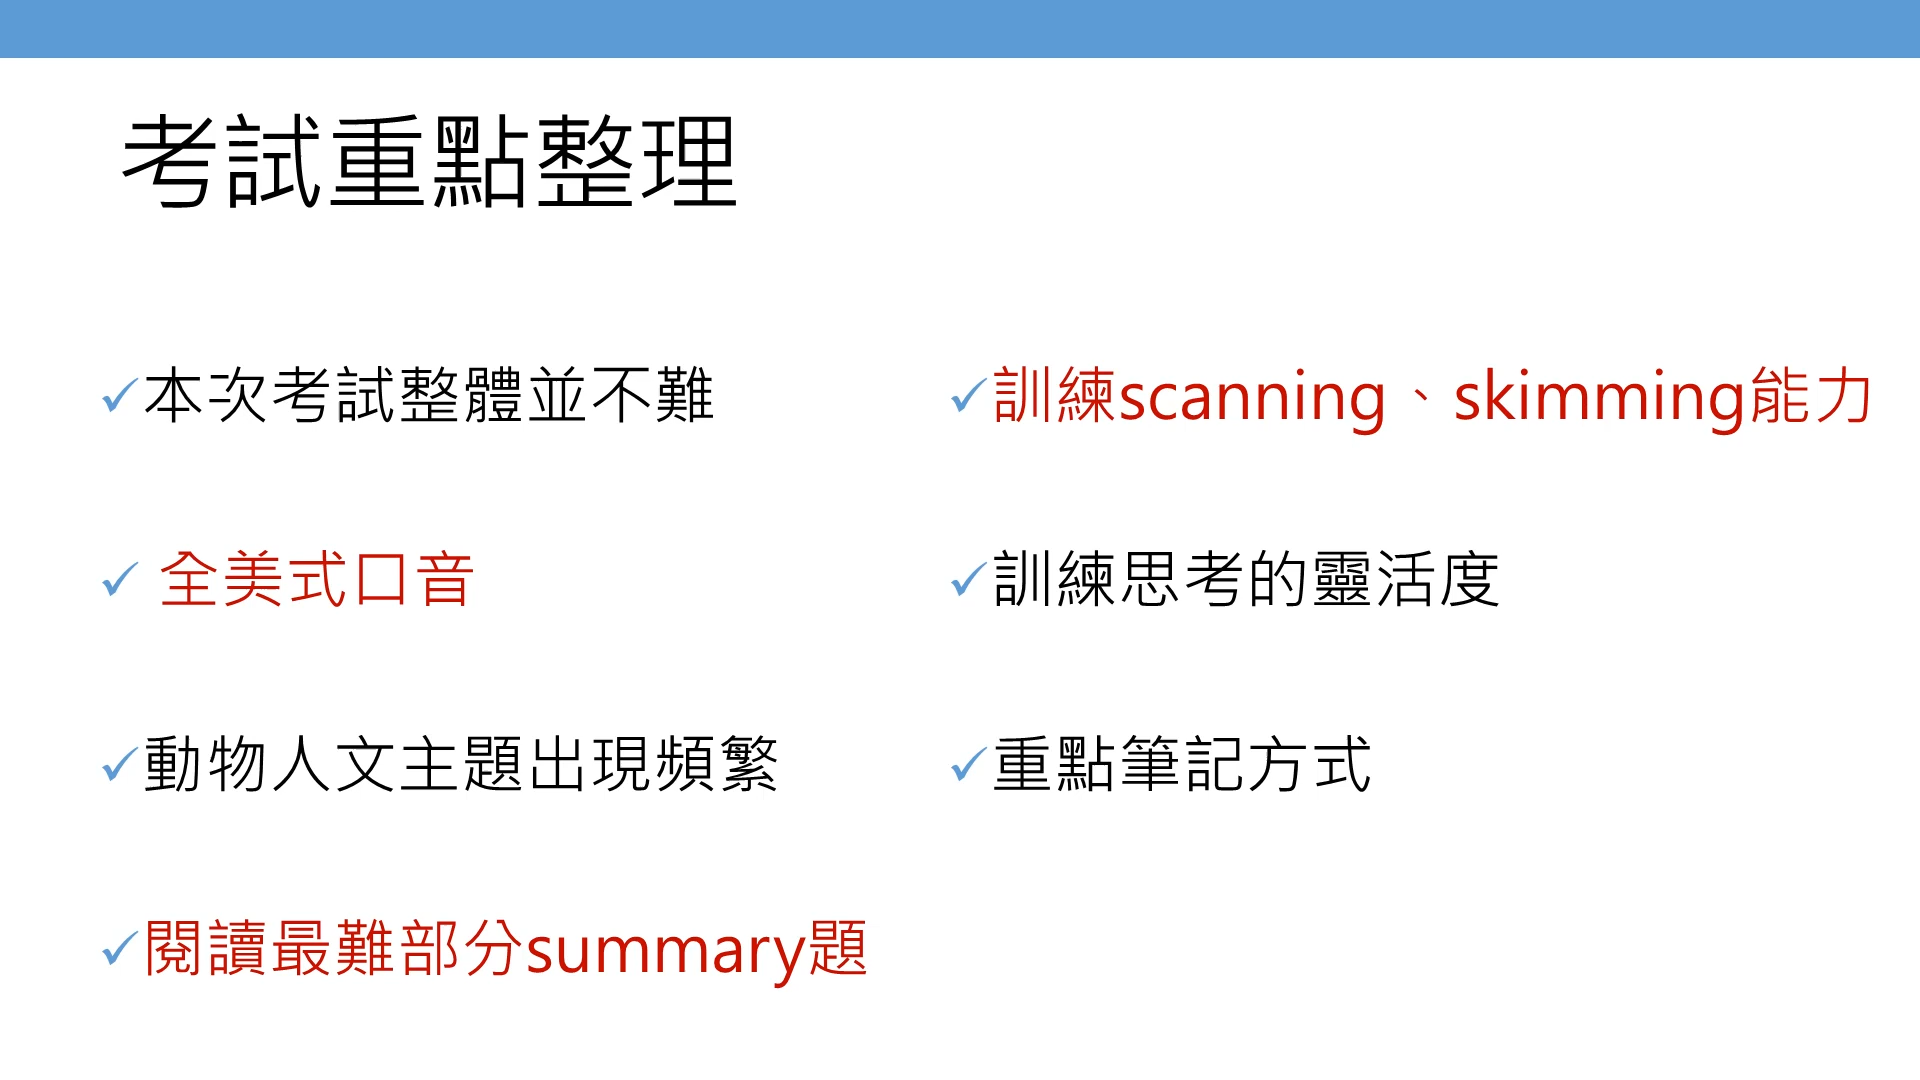 考試重點整理
✓本次考試整體並不難
✓ 全美式口音
✓動物人文主題出現頻繁
✓閱讀最難部分summary題
✓訓練scanning、skimming能力
✓訓練思考的靈活度
✓重點筆記方式